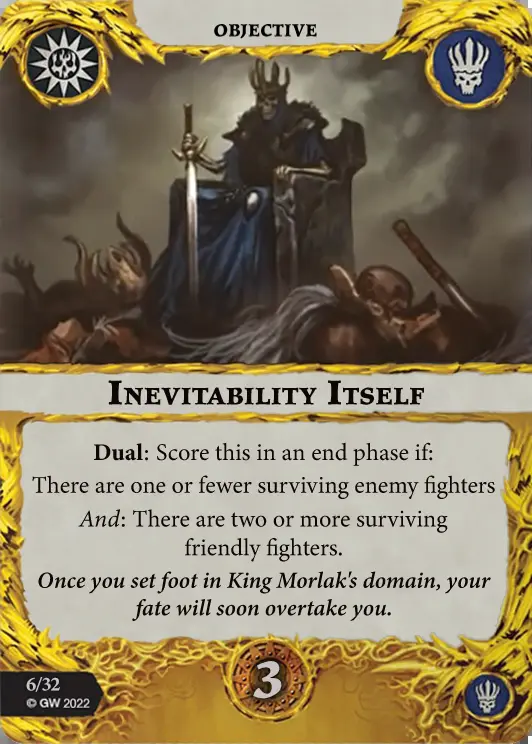 OBJECTIVE
INEVITABILITY ITSELF
Dual: Score this in an end phase if:
There are one or fewer surviving enemy fighters
And: There are two or more surviving
friendly fighters.
Once you set foot in King Morlak's domain, your
fate will soon overtake you.
3
6/32
© GW 2022